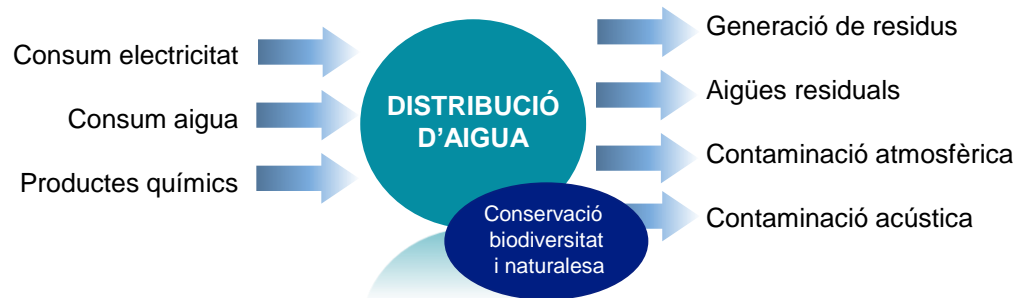 Consum electricitat
Consum aigua
Productes químics
DISTRIBUCIÓ
D'AIGUA
Conservació
biodiversitat
i naturalesa
Generació de residus
Aigües residuals
Contaminació atmosfèrica
Contaminació acústica